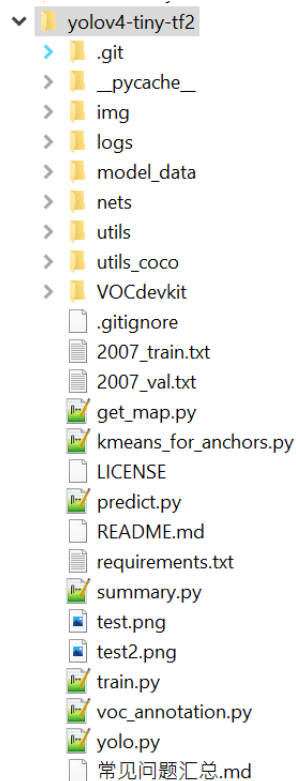 yolov4-tiny-tf2
.git
__pycache__
img
logs
model_data
nets
utils
utils_coco
VOCdevkit
.gitignore
2007_train.txt
2007_val.txt
get_map.py
kmeans_for_anchors.py
LICENSE
predict.py
README.md
requirements.txt
summary.py
test.png
test2.png
train.py
voc_annotation.py
yolo.py
常见问题汇总.md